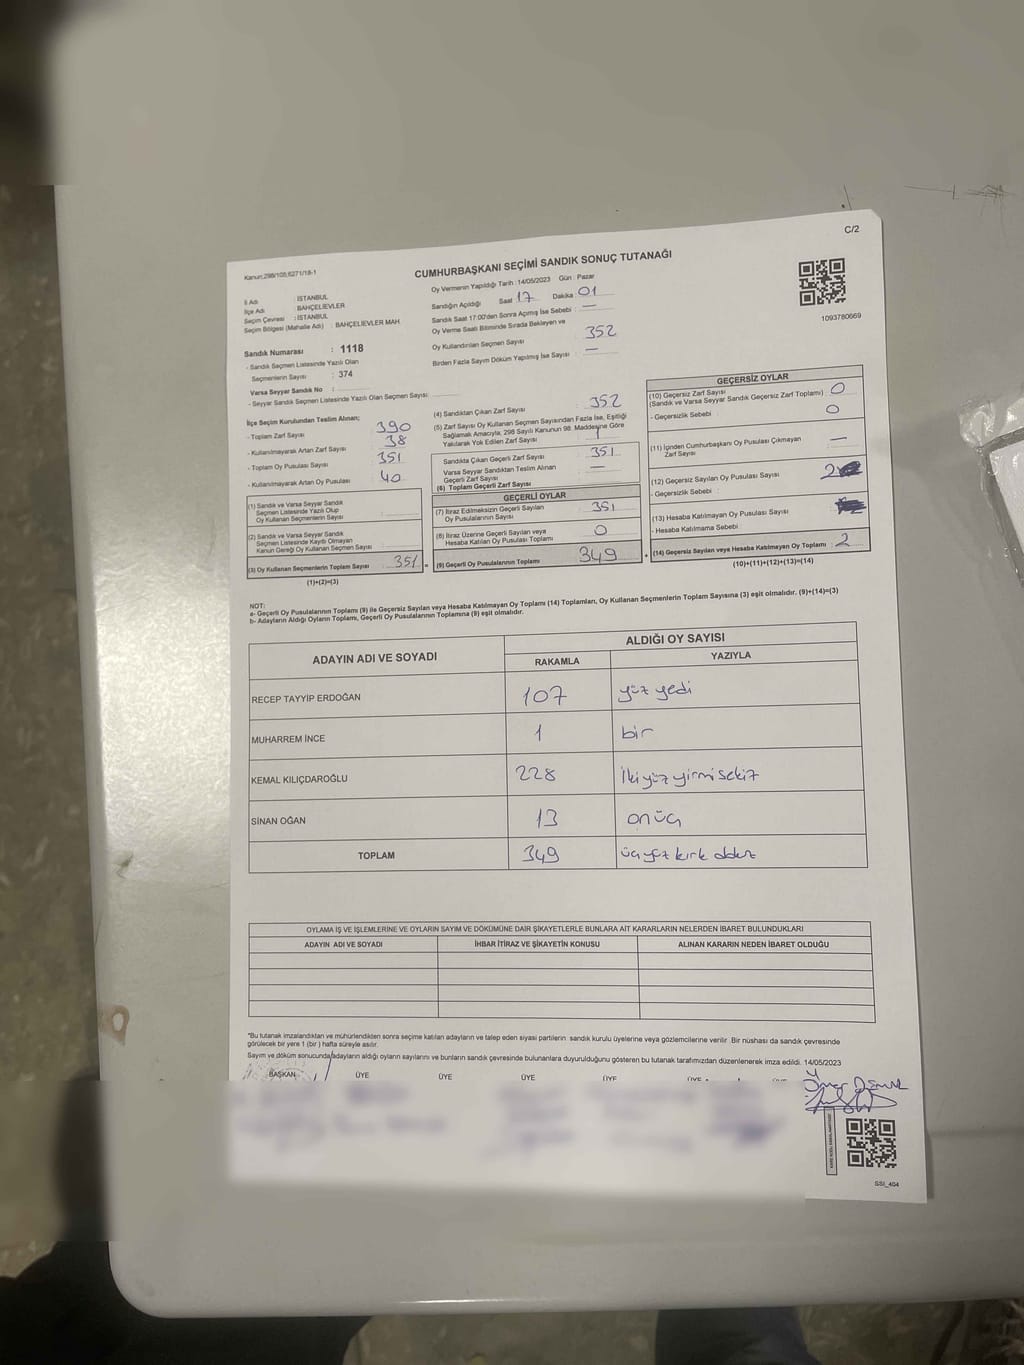 C/2
Kanun:298/105,6271/18-1
CUMHURBAŞKANI SEÇİMİ SANDIK SONUÇ TUTANAĞI
1093780669
İl Adı : İSTANBUL
İlçe Adı : BAHÇELİEVLER
Seçim Çevresi : İSTANBUL
Seçim Bölgesi (Mahalle Adı) : BAHÇELİEVLER MAH.
Sandık Numarası : 1118
- Sandık Seçmen Listesinde Yazılı Olan
Seçmenlerin Sayısı : 374
Varsa Seyyar Sandık No :
- Seyyar Sandık Seçmen Listesinde Yazılı Olan Seçmen Sayısı:
Oy Vermenin Yapıldığı Tarih : 14/05/2023 Gün : Pazar
Sandığın Açıldığı Saat 17 Dakika : 01
Sandık Saat 17:00'den Sonra Açılmış İse Sebebi : —
Oy Verme Saati Bitiminde Sırada Bekleyen ve
Oy Kullandırılan Seçmen Sayısı 352
Birden Fazla Sayım Döküm Yapılmış İse Sayısı : —
İlçe Seçim Kurulundan Teslim Alınan;
- Toplam Zarf Sayısı 390
- Kullanılmayarak Artan Zarf Sayısı 38
- Toplam Oy Pusulası Sayısı 351
- Kullanılmayarak Artan Oy Pusulası 40
(1) Sandık ve Varsa Seyyar Sandık
Seçmen Listesinde Yazılı Olup
Oy Kullanan Seçmenlerin Sayısı
(2) Sandık ve Varsa Seyyar Sandık
Seçmen Listesinde Kayıtlı Olmayan
Kanun Gereği Oy Kullanan Seçmen Sayısı
(3) Oy Kullanan Seçmenlerin Toplam Sayısı 351 =
(1)+(2)=(3)
(4) Sandıktan Çıkan Zarf Sayısı 352
(5) Zarf Sayısı Oy Kullanan Seçmen Sayısından Fazla İse, Eşitliği
Sağlamak Amacıyla; 298 Sayılı Kanunun 98. Maddesine Göre
Yakılarak Yok Edilen Zarf Sayısı 1
Sandıkta Çıkan Geçerli Zarf Sayısı 351
Varsa Seyyar Sandıktan Teslim Alınan
Geçerli Zarf Sayısı —
(6) Toplam Geçerli Zarf Sayısı
GEÇERLİ OYLAR
(7) İtiraz Edilmeksizin Geçerli Sayılan
Oy Pusulalarının Sayısı 351
(8) İtiraz Üzerine Geçerli Sayılan veya
Hesaba Katılan Oy Pusulası Toplamı 0
(9) Geçerli Oy Pusulalarının Toplamı 349 +
GEÇERSİZ OYLAR
(10) Geçersiz Zarf Sayısı
(Sandık ve Varsa Seyyar Sandık Geçersiz Zarf Toplamı) 0
- Geçersizlik Sebebi : 0
(11) İçinden Cumhurbaşkanı Oy Pusulası Çıkmayan
Zarf Sayısı : —
(12) Geçersiz Sayılan Oy Pusulası Sayısı 2
- Geçersizlik Sebebi :
(13) Hesaba Katılmayan Oy Pusulası Sayısı
- Hesaba Katılmama Sebebi
(14) Geçersiz Sayılan veya Hesaba Katılmayan Oy Toplamı : 2
(10)+(11)+(12)+(13)=(14)
NOT:
a- Geçerli Oy Pusulalarının Toplamı (9) ile Geçersiz Sayılan veya Hesaba Katılmayan Oy Toplamı (14) Toplamları, Oy Kullanan Seçmenlerin Toplam Sayısına (3) eşit olmalıdır. (9)+(14)=(3)
b- Adayların Aldığı Oyların Toplamı, Geçerli Oy Pusulalarının Toplamına (9) eşit olmalıdır.
ADAYIN ADI VE SOYADI ALDIĞI OY SAYISI
RAKAMLA YAZIYLA
RECEP TAYYİP ERDOĞAN 107 yüz yedi
MUHARREM İNCE 1 bir
KEMAL KILIÇDAROĞLU 228 İkiyüz yirmi sekiz
SİNAN OĞAN 13 onüç
TOPLAM 349 üçyüz kırk dokuz
OYLAMA İŞ VE İŞLEMLERİNE VE OYLARIN SAYIM VE DÖKÜMÜNE DAİR ŞİKAYETLERLE BUNLARA AİT KARARLARIN NELERDEN İBARET BULUNDUKLARI
ADAYIN ADI VE SOYADI İHBAR İTİRAZ VE ŞİKAYETİN KONUSU ALINAN KARARIN NEDEN İBARET OLDUĞU
*Bu tutanak imzalandıktan ve mühürlendikten sonra seçime katılan adayların ve talep eden siyasi partilerin sandık kurulu üyelerine veya gözlemcilerine verilir. Bir nüshası da sandık çevresinde
görülecek bir yere 1 (bir ) hafta süreyle asılır.
Sayım ve döküm sonucunda adayların aldığı oyların sayılarını ve bunların sandık çevresinde bulunanlara duyurulduğunu gösteren bu tutanak tarafımızdan düzenlenerek imza edildi. 14/05/2023
BAŞKAN ÜYE ÜYE ÜYE ÜYE ÜYE
Ömer
SSI_404